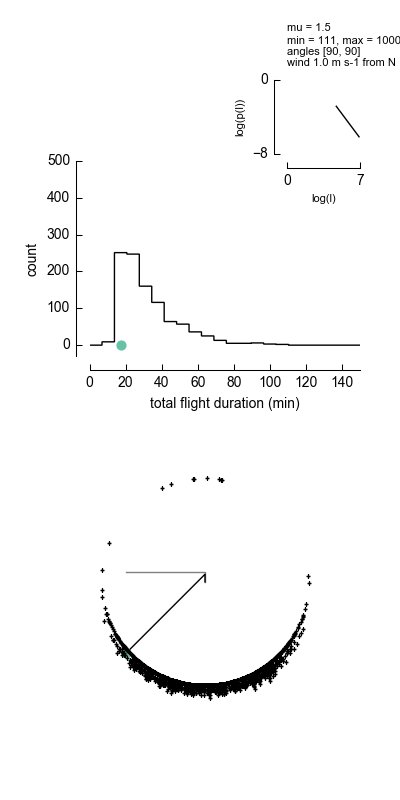 mu = 1.5
min = 111, max = 1000
angles [90, 90]
wind 1.0 m s-1 from N
0
log(p(l))
−8
0 7
log(l)
500
400
300
200
100
0
count
0 20 40 60 80 100 120 140
total flight duration (min)